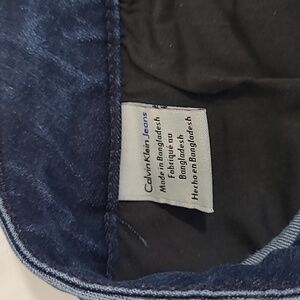 Calvin Klein Jeans
Made in Bangladesh
Fabriqué au
Bangladesh
Hecho en Bangladesh